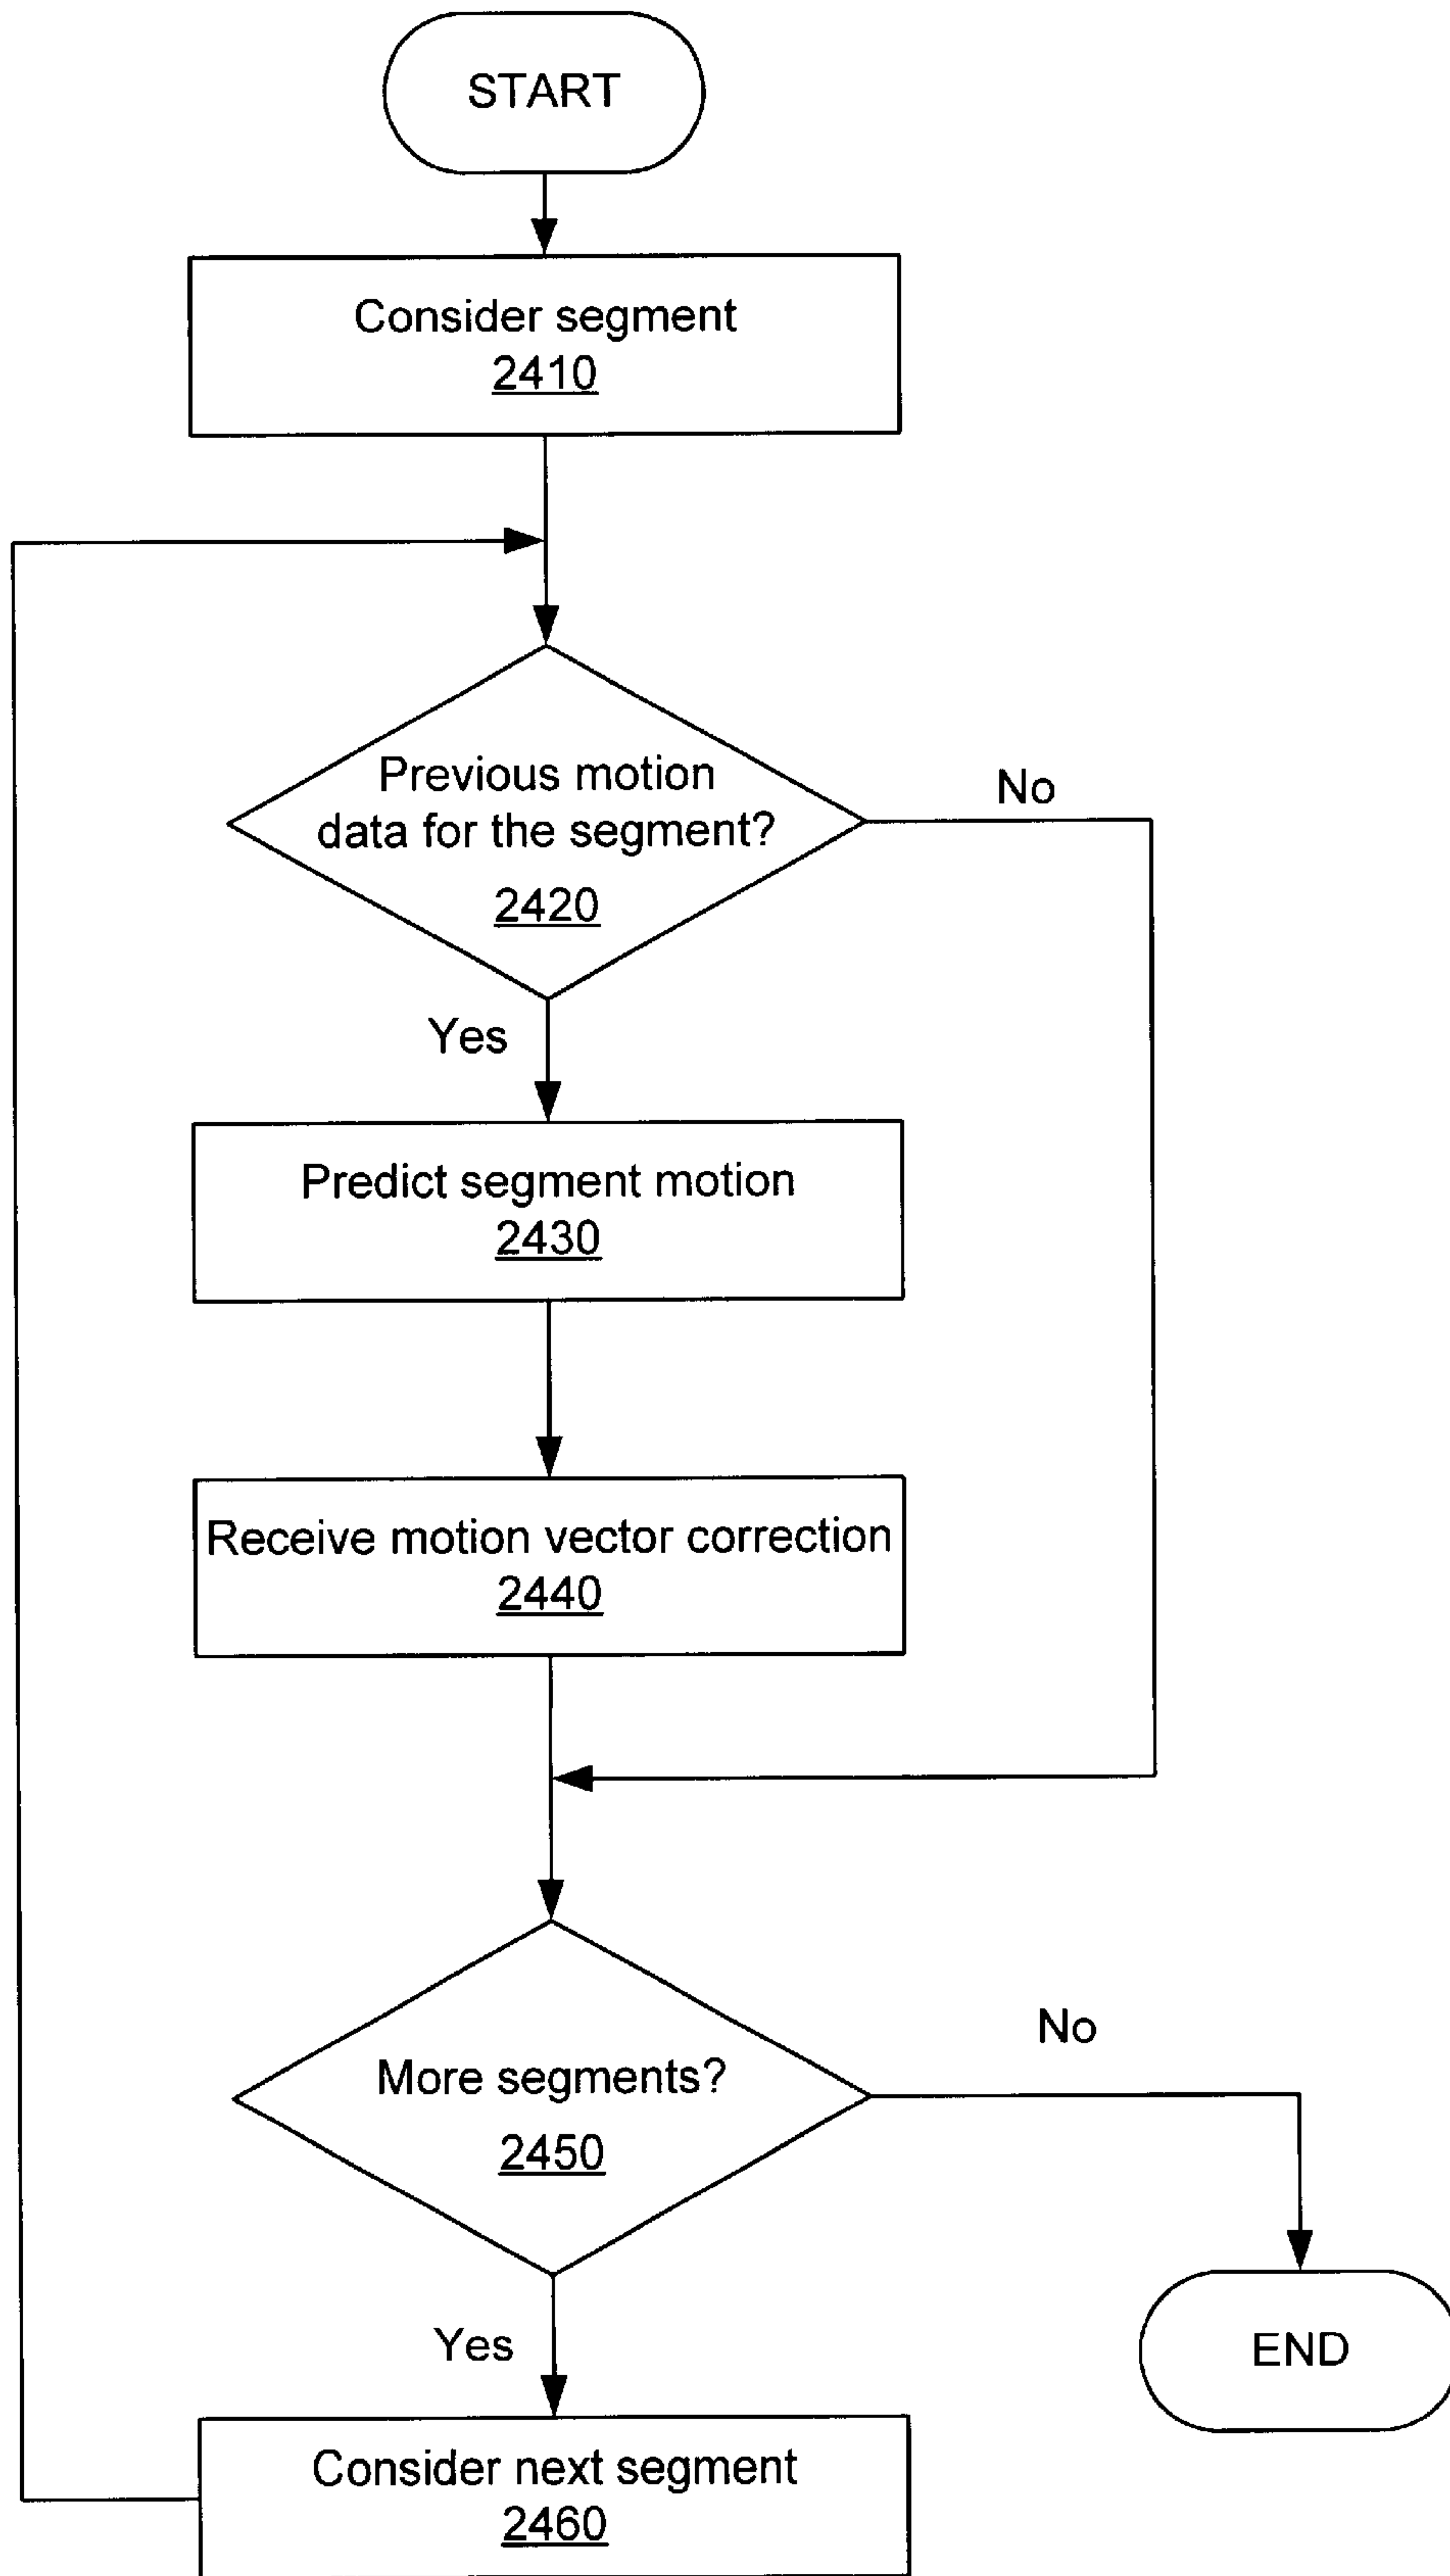 START
Consider segment
2410
Previous motion
data for the segment?
2420
No
Yes
Predict segment motion
2430
Receive motion vector correction
2440
More segments?
2450
No
Yes
END
Consider next segment
2460